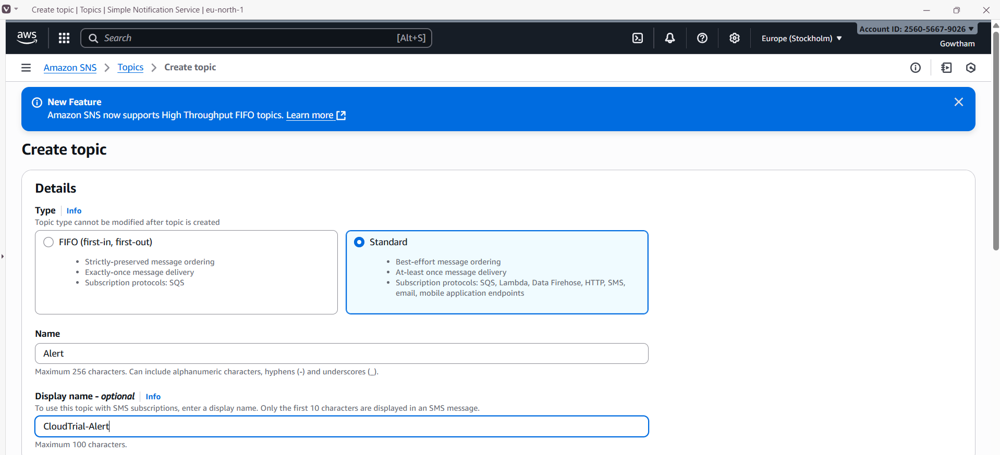 Create topic | Topics | Simple Notification Service | eu-north-1
aws
Search
[Alt+S]
Europe (Stockholm)
Account ID: 2560-5667-9026
Gowtham
Amazon SNS
Topics
Create topic
New Feature
Amazon SNS now supports High Throughput FIFO topics. Learn more
Create topic
Details
Type
Info
Topic type cannot be modified after topic is created
FIFO (first-in, first-out)
• Strictly-preserved message ordering
• Exactly-once message delivery
• Subscription protocols: SQS
Standard
• Best-effort message ordering
• At-least once message delivery
• Subscription protocols: SQS, Lambda, Data Firehose, HTTP, SMS,
email, mobile application endpoints
Name
Alert
Maximum 256 characters. Can include alphanumeric characters, hyphens (-) and underscores (_).
Display name - optional
Info
To use this topic with SMS subscriptions, enter a display name. Only the first 10 characters are displayed in an SMS message.
CloudTrial-Alert
Maximum 100 characters.